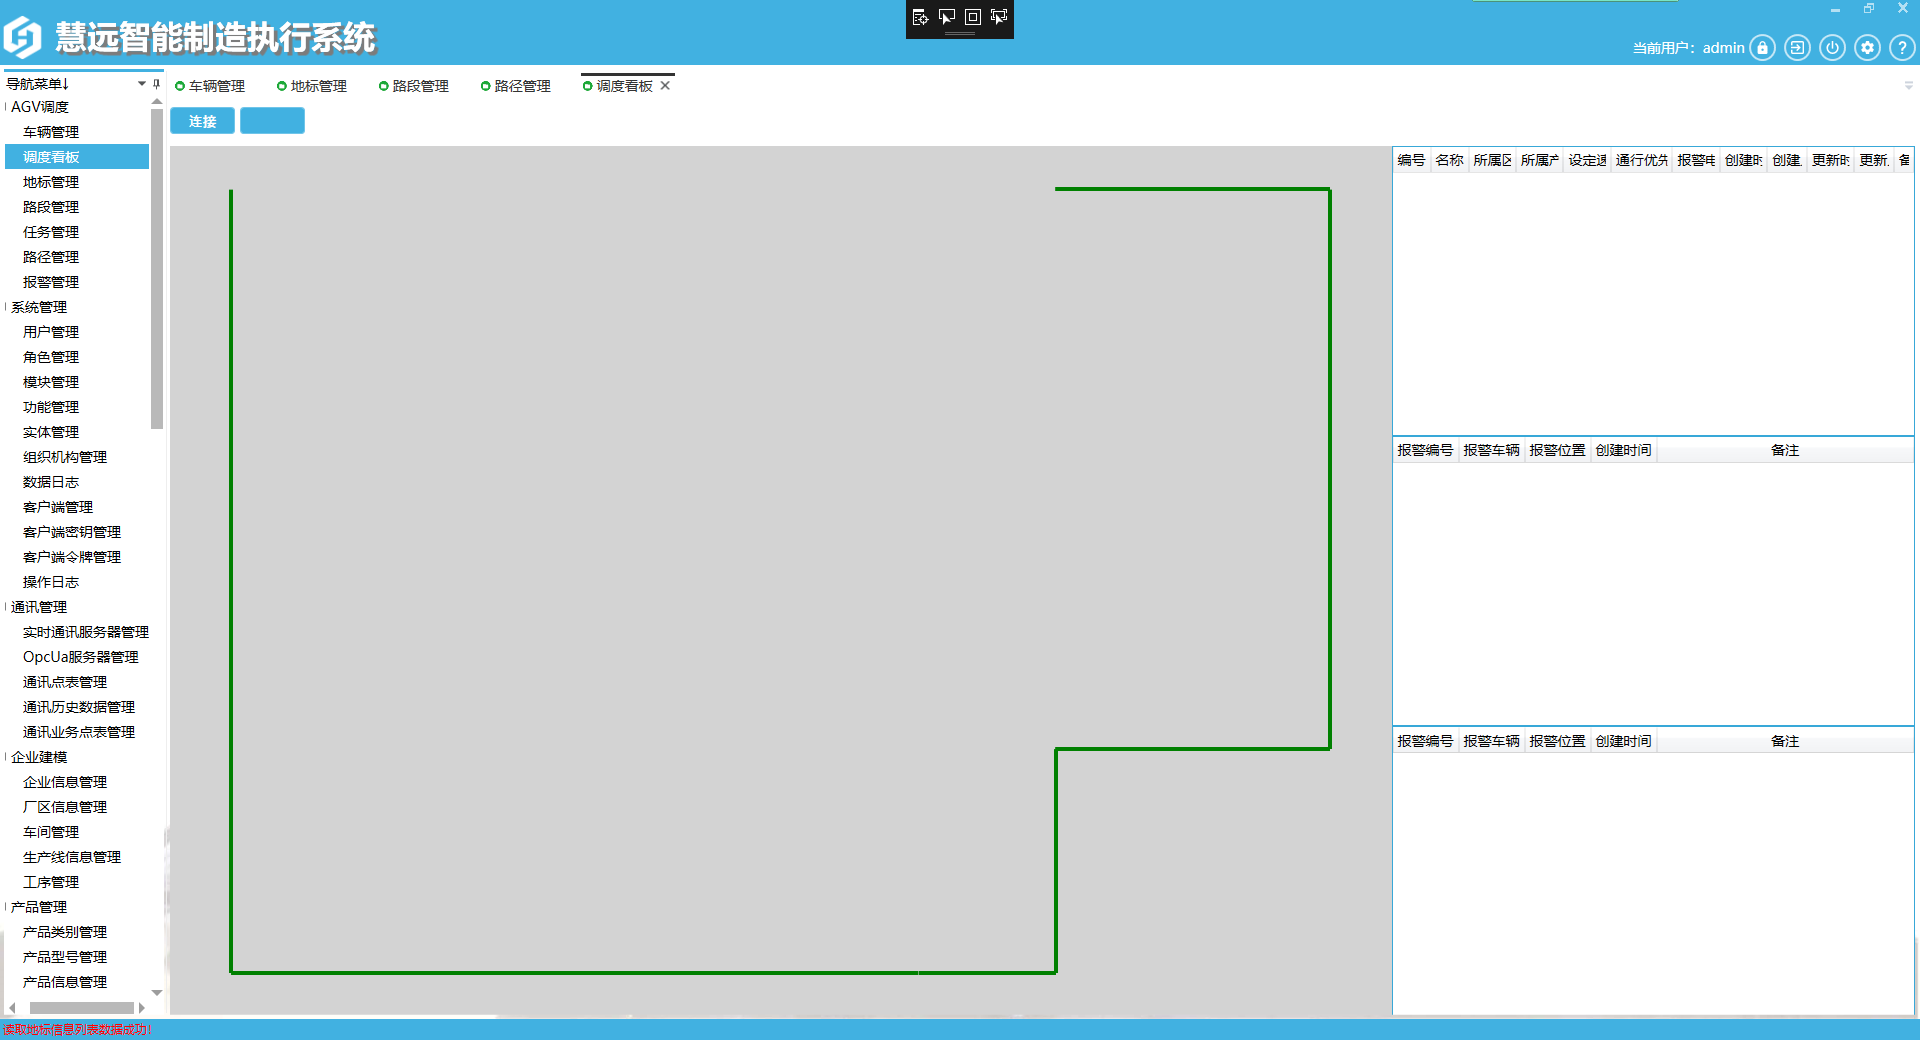 慧远智能制造执行系统
当前用户：admin
导航菜单↓
AGV调度
车辆管理
调度看板
地标管理
路段管理
任务管理
路径管理
报警管理
系统管理
用户管理
角色管理
模块管理
功能管理
实体管理
组织机构管理
数据日志
客户端管理
客户端密钥管理
客户端令牌管理
操作日志
通讯管理
实时通讯服务器管理
OpcUa服务器管理
通讯点表管理
通讯历史数据管理
通讯业务点表管理
企业建模
企业信息管理
厂区信息管理
车间管理
生产线信息管理
工序管理
产品管理
产品类别管理
产品型号管理
产品信息管理
车辆管理 地标管理 路段管理 路径管理 调度看板
连接
编号 名称 所属区 所属产 设定速 通行优先 报警电 创建时 创建. 更新时 更新. 备
报警编号 报警车辆 报警位置 创建时间 备注
报警编号 报警车辆 报警位置 创建时间 备注
读取地标信息列表数据成功!